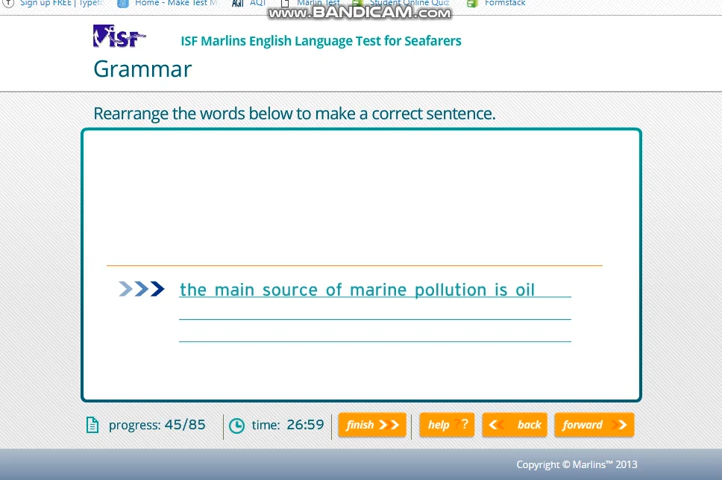 Sign up FREE | Typef
Home - Make Test M
AQI
AQI
Marlin Test
Student Online Quiz
Formstack
www.BANDICAM.com
ISF
ISF Marlins English Language Test for Seafarers
Grammar
Rearrange the words below to make a correct sentence.
the main source of marine pollution is oil
progress: 45/85
time: 26:59
finish
help ?
back
forward
Copyright © Marlins™ 2013